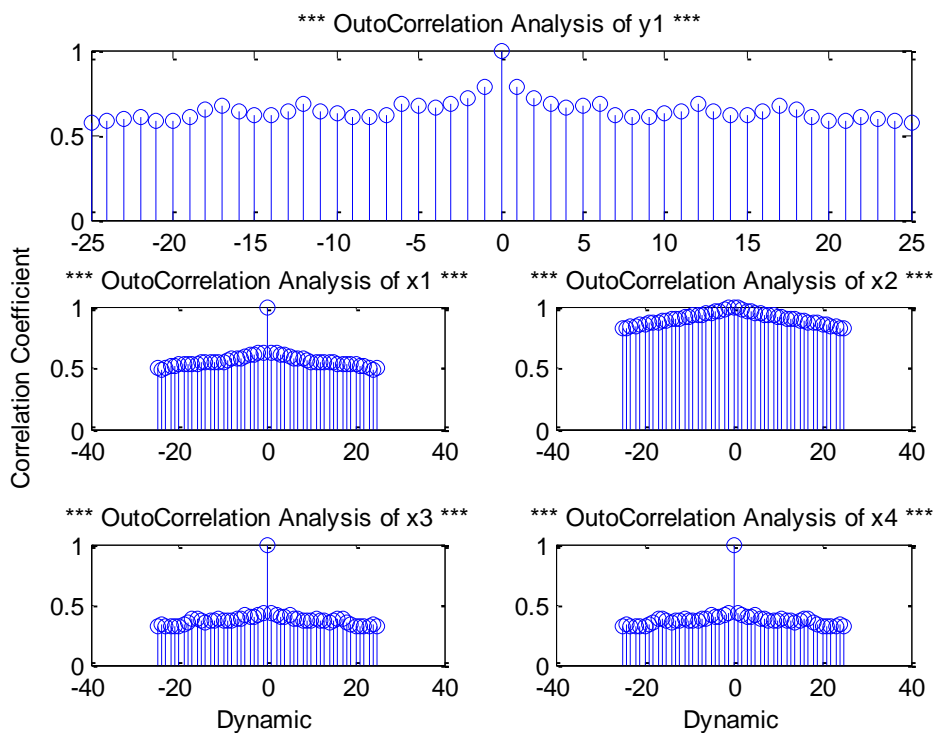 *** OutoCorrelation Analysis of y1 ***
1
0.5
0
-25 -20 -15 -10 -5 0 5 10 15 20 25
Correlation Coefficient
*** OutoCorrelation Analysis of x1 ***
1
0.5
0
-40 -20 0 20 40
*** OutoCorrelation Analysis of x2 ***
1
0.5
0
-40 -20 0 20 40
*** OutoCorrelation Analysis of x3 ***
1
0.5
0
-40 -20 0 20 40
Dynamic
*** OutoCorrelation Analysis of x4 ***
1
0.5
0
-40 -20 0 20 40
Dynamic